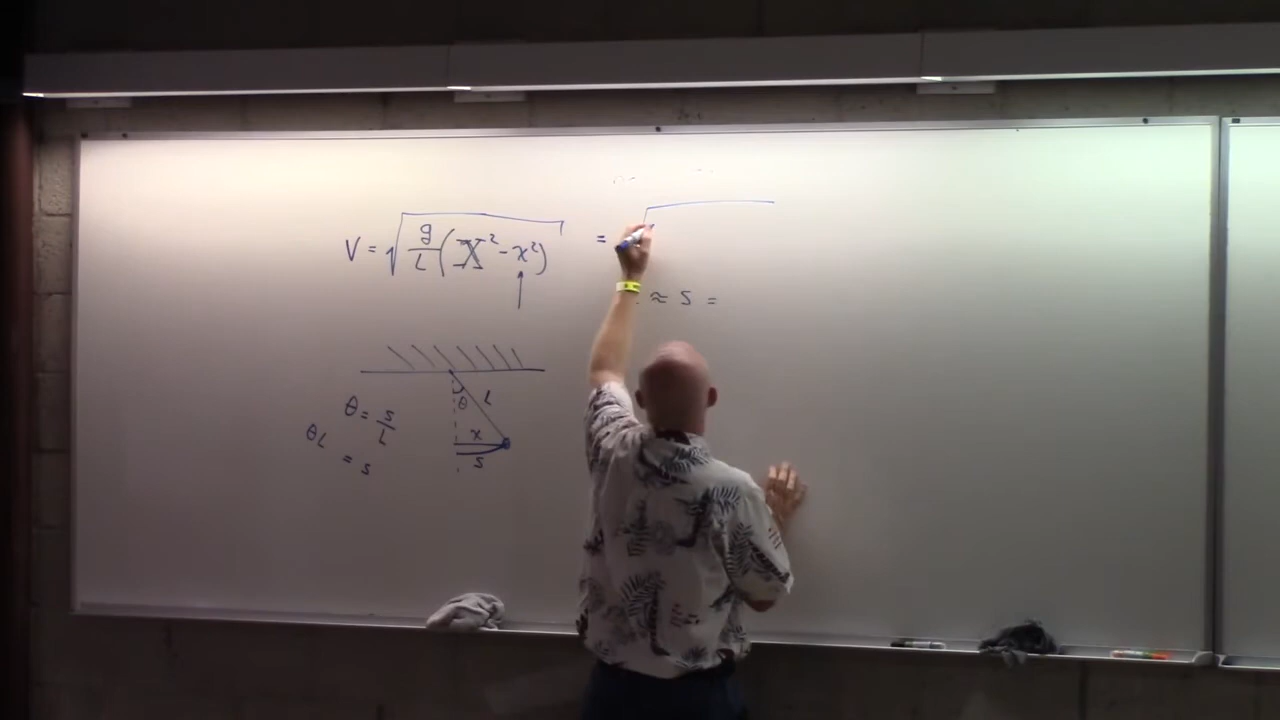 V = √(g/L (X² - x²)) =
≈ s =
θ = s/L
θL = s
θ
L
x
s